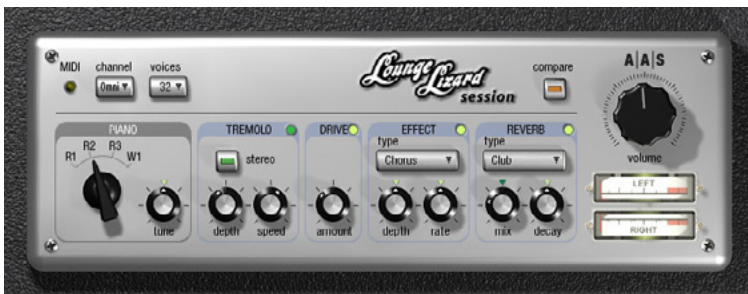 MIDI channel voices
Omni 32
Lounge Lizard session
compare
A|A|S
volume
PIANO
R1 R2 R3 W1
tune
TREMOLO
stereo
depth speed
DRIVE
amount
EFFECT
type
Chorus
depth rate
REVERB
type
Club
mix decay
LEFT
RIGHT